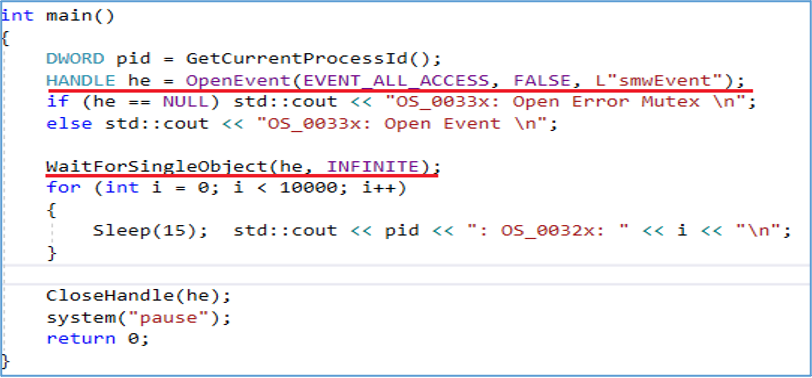 int main()
{
DWORD pid = GetCurrentProcessId();
HANDLE he = OpenEvent(EVENT_ALL_ACCESS, FALSE, L"smwEvent");
if (he == NULL) std::cout << "OS_0033x: Open Error Mutex \n";
else std::cout << "OS_0033x: Open Event \n";
WaitForSingleObject(he, INFINITE);
for (int i = 0; i < 10000; i++)
{
Sleep(15);  std::cout << pid << ": OS_0032x: " << i << "\n";
}
CloseHandle(he);
system("pause");
return 0;
}